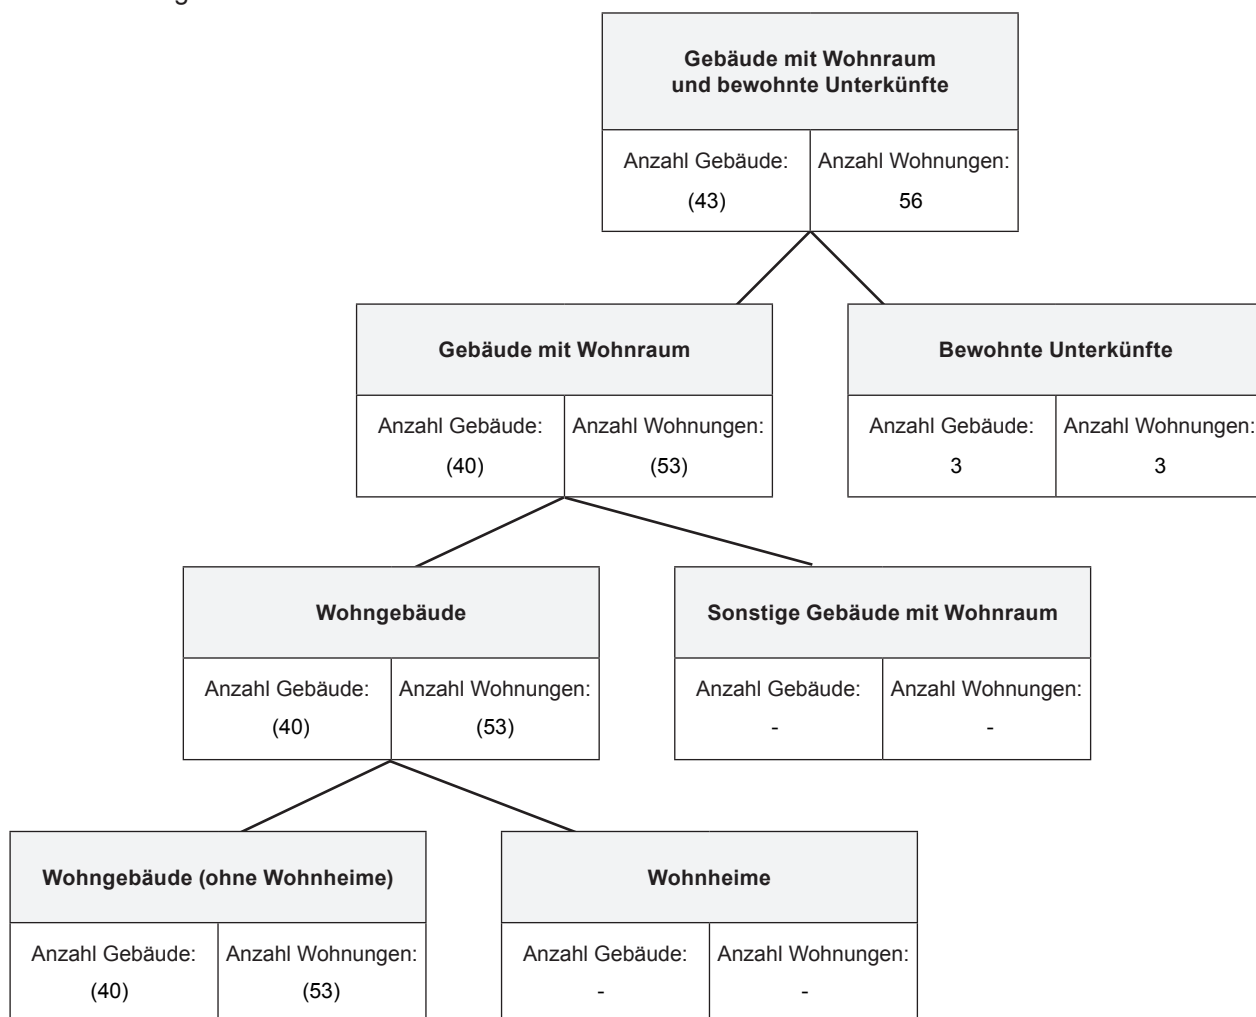 Gebäude mit Wohnraum
und bewohnte Unterkünfte
Anzahl Gebäude: Anzahl Wohnungen:
(43) 56
Gebäude mit Wohnraum
Anzahl Gebäude: Anzahl Wohnungen:
(40) (53)
Bewohnte Unterkünfte
Anzahl Gebäude: Anzahl Wohnungen:
3 3
Wohngebäude
Anzahl Gebäude: Anzahl Wohnungen:
(40) (53)
Sonstige Gebäude mit Wohnraum
Anzahl Gebäude: Anzahl Wohnungen:
- -
Wohngebäude (ohne Wohnheime)
Anzahl Gebäude: Anzahl Wohnungen:
(40) (53)
Wohnheime
Anzahl Gebäude: Anzahl Wohnungen:
- -